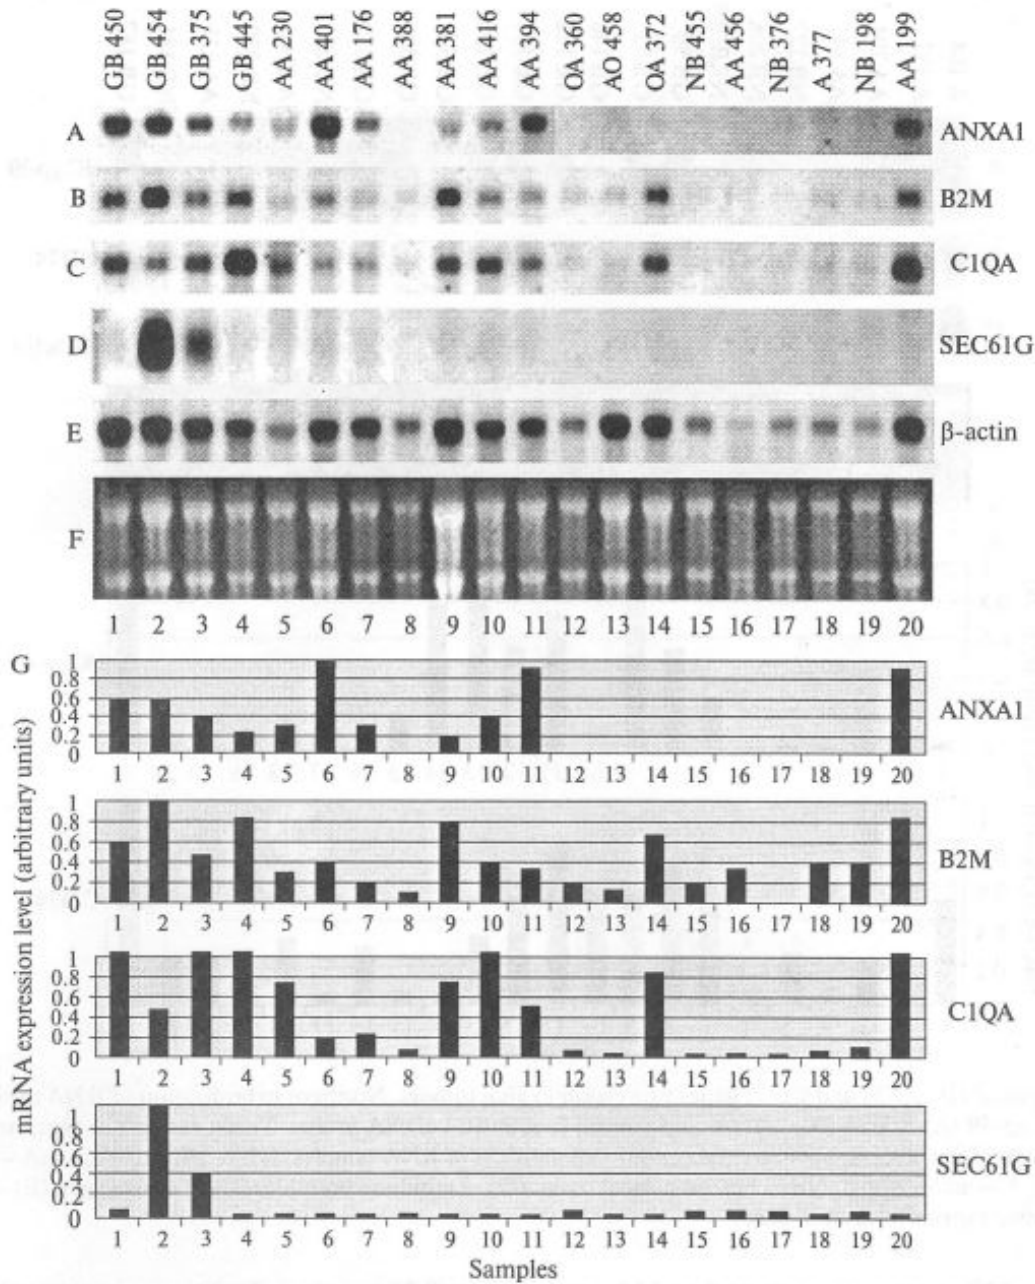 GB 450 GB 454 GB 375 GB 445 AA 230 AA 401 AA 176 AA 388 AA 381 AA 416 AA 394 OA 360 AO 458 OA 372 NB 455 AA 456 NB 376 A 377 NB 198 AA 199
A ANXA1
B B2M
C C1QA
D SEC61G
E β-actin
F
1 2 3 4 5 6 7 8 9 10 11 12 13 14 15 16 17 18 19 20
G
mRNA expression level (arbitrary units)
1
0.8
0.4
0.2
0
ANXA1
1 2 3 4 5 6 7 8 9 10 11 12 13 14 15 16 17 18 19 20
1
0.8
0.6
0.4
0.2
0
B2M
1 2 3 4 5 6 7 8 9 10 11 12 13 14 15 16 17 18 19 20
1
0.8
0.6
0.4
0.2
0
C1QA
1 2 3 4 5 6 7 8 9 10 11 12 13 14 15 16 17 18 19 20
1
0.8
0.6
0.4
0.2
0
SEC61G
1 2 3 4 5 6 7 8 9 10 11 12 13 14 15 16 17 18 19 20
Samples